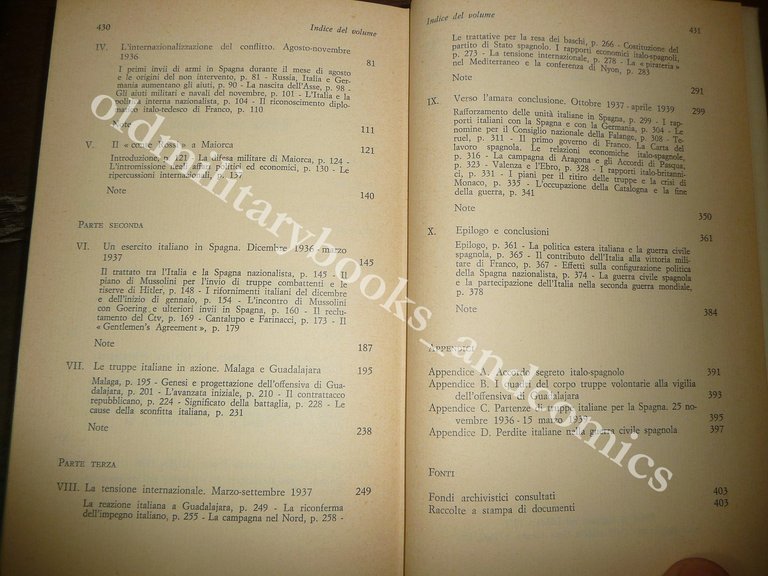 430 Indice del volume
IV. L'internazionalizzazione del conflitto. Agosto-novembre
1936 81
I primi invii di armi in Spagna durante il mese di agosto
e le origini del non intervento, p. 81 - Russia, Italia e Ger-
mania aumentano gli aiuti, p. 90 - La nascita dell'Asse, p. 98 -
Gli aiuti militari e navali del novembre, p. 101 - L'Italia e la
politica interna nazionalista, p. 104 - Il riconoscimento diplo-
matico italo-tedesco di Franco, p. 110
Note 111
V. Il « Rosso » a Maiorca 121
Introduzione, p. 121 - La difesa militare di Maiorca, p. 124 -
L'intromissione negli affari ed economici, p. 130 - Le
ripercussioni internazionali, p. 137
Note 140
PARTE SECONDA
VI. Un esercito italiano in Spagna. Dicembre 1936 - marzo
1937 145
Il trattato tra l'Italia e la Spagna nazionalista, p. 145 - Il
piano di Mussolini per l'invio di truppe combattenti e le
riserve di Hitler, p. 148 - I rifornimenti italiani del dicembre
e dell'inizio di gennaio, p. 154 - L'incontro di Mussolini
con Goering e ulteriori invii in Spagna, p. 160 - Il reclu-
tamento del Ctv, p. 169 - Cantalupo e Farinacci, p. 173 - Il
« Gentlemen's Agreement », p. 179
Note 187
VII. Le truppe italiane in azione. Malaga e Guadalajara 195
Malaga, p. 195 - Genesi e progettazione dell'offensiva di Gua-
dalajara, p. 201 - L'avanzata iniziale, p. 210 - Il contrattacco
repubblicano, p. 224 - Significato della battaglia, p. 228 - Le
cause della sconfitta italiana, p. 231
Note 238
PARTE TERZA
VIII. La tensione internazionale. Marzo-settembre 1937 249
La reazione italiana a Guadalajara, p. 249 - La riconferma
dell'impegno italiano, p. 255 - La campagna nel Nord, p. 258 -
Indice del volume 431
Le trattative per la resa dei baschi, p. 266 - Costituzione del
partito di Stato spagnolo. I rapporti economici italo-spagnoli,
p. 273 - La tensione internazionale, p. 278 - La « pirateria »
nel Mediterraneo e la conferenza di Nyon, p. 283
Note 291
IX. Verso l'amara conclusione. Ottobre 1937 - aprile 1939 299
Rafforzamento delle unità italiane in Spagna, p. 299 - I rap-
porti italiani con la Spagna e con la Germania, p. 304 - Le
nomine per il Consiglio nazionale della Falange, p. 308 - Te-
ruel, p. 311 - Il primo governo di Franco. La Carta del
lavoro spagnola. Le relazioni economiche italo-spagnole,
p. 316 - La campagna di Aragona e gli Accordi di Pasqua,
p. 323 - Valenza e l'Ebro, p. 328 - I rapporti italo-britanni-
ci, p. 331 - I piani per il ritiro delle truppe e la crisi di
Monaco, p. 335 - L'occupazione della Catalogna e la fine
della guerra, p. 341
Note 350
X. Epilogo e conclusioni 361
Epilogo, p. 361 - La politica estera italiana e la guerra civile
spagnola, p. 365 - Il contributo dell'Italia alla vittoria mili-
tare di Franco, p. 367 - Effetti sulla configurazione politica
della Spagna nazionalista, p. 374 - La guerra civile spagnola
e la partecipazione dell'Italia nella seconda guerra mondiale,
p. 378
Note 384
APPENDICI
Appendice A. Accordo segreto italo-spagnolo 391
Appendice B. I del corpo truppe volontarie alla vigilia
dell'offensiva di Guadalajara 393
Appendice C. Partenze di truppe italiane per la Spagna. 25 no-
vembre 1936 - 15 marzo 1937 395
Appendice D. Perdite italiane nella guerra civile spagnola 397
FONTI
Fondi archivistici consultati 403
Raccolte a stampa di documenti 403
oldmilitarybooks_andcomics